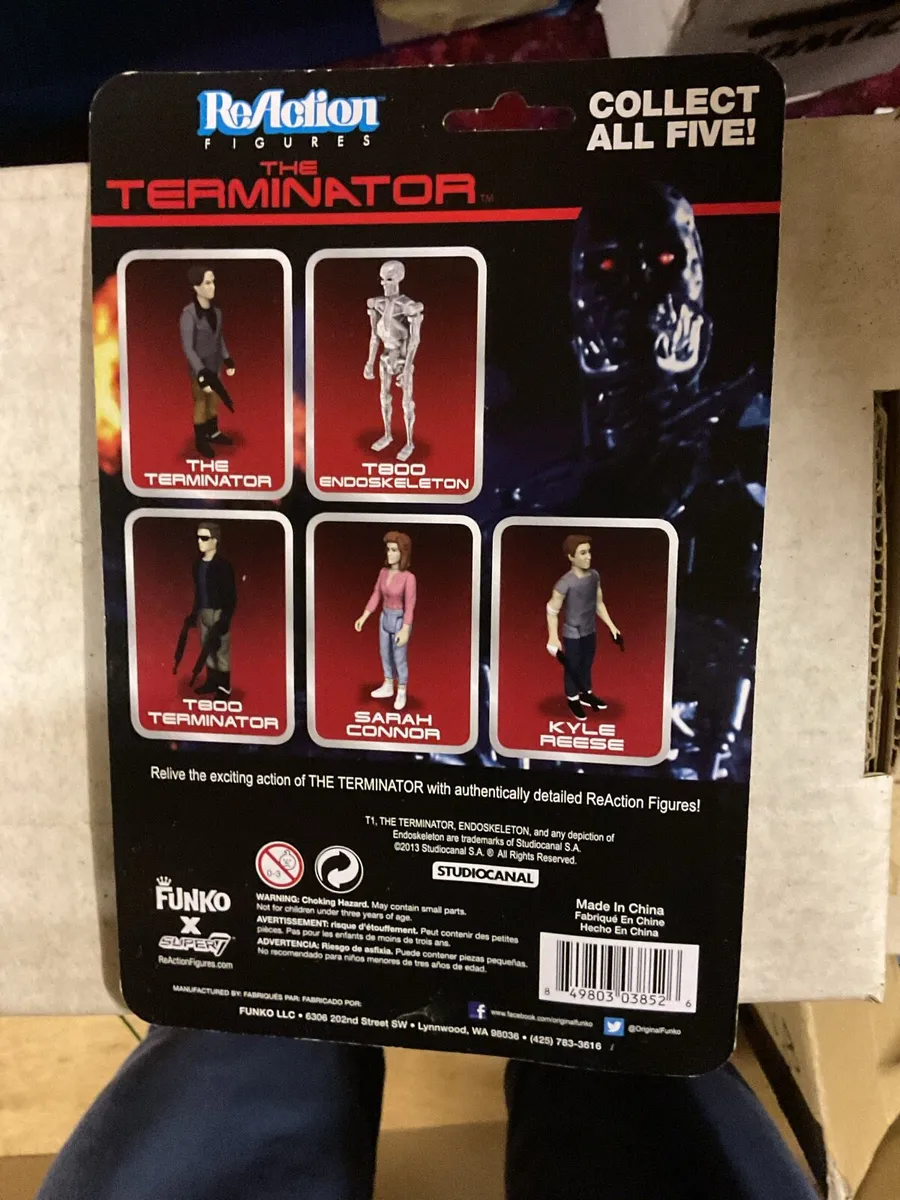 ReAction
FIGURES
COLLECT
ALL FIVE!
THE
TERMINATOR™
THE
TERMINATOR
T800
ENDOSKELETON
T800
TERMINATOR
SARAH
CONNOR
KYLE
REESE
Relive the exciting action of THE TERMINATOR with authentically detailed ReAction Figures!
T1, THE TERMINATOR, ENDOSKELETON, and any depiction of
Endoskeleton are trademarks of Studiocanal S.A.
©2013 Studiocanal S.A. ® All Rights Reserved.
STUDIOCANAL
0-3
FUNKO
X
SUPER7
ReActionFigures.com
WARNING: Choking Hazard. May contain small parts.
Not for children under three years of age.
AVERTISSEMENT: risque d'étouffement. Peut contenir des petites
pièces. Pas pour les enfants de moins de trois ans.
ADVERTENCIA: Riesgo de asfixia. Puede contener piezas pequeñas.
No recomendado para niños menores de tres años de edad.
Made In China
Fabriqué En Chine
Hecho En China
8 49803 03852 6
MANUFACTURED BY: FABRIQUÉS PAR: FABRICADO POR:
FUNKO LLC • 6306 202nd Street SW • Lynnwood, WA 98036 • (425) 783-3616
f www.facebook.com/originalfunko
@OriginalFunko